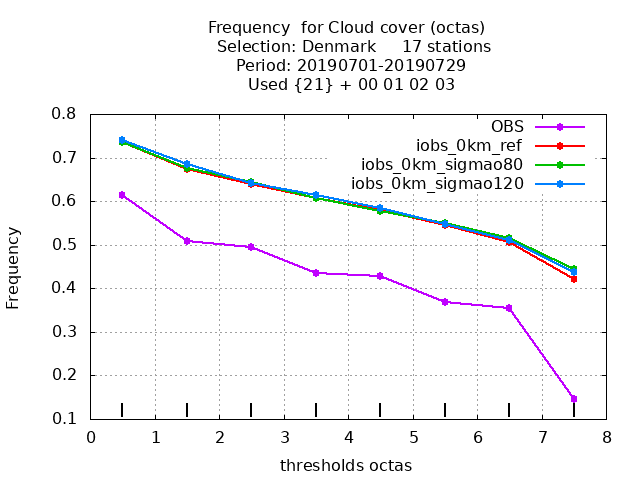 Frequency  for Cloud cover (octas)
Selection: Denmark     17 stations
Period: 20190701-20190729
Used {21} + 00 01 02 03
OBS
iobs_0km_ref
iobs_0km_sigmao80
iobs_0km_sigmao120
0.8
0.7
0.6
0.5
0.4
0.3
0.2
0.1
Frequency
0 1 2 3 4 5 6 7 8
thresholds octas